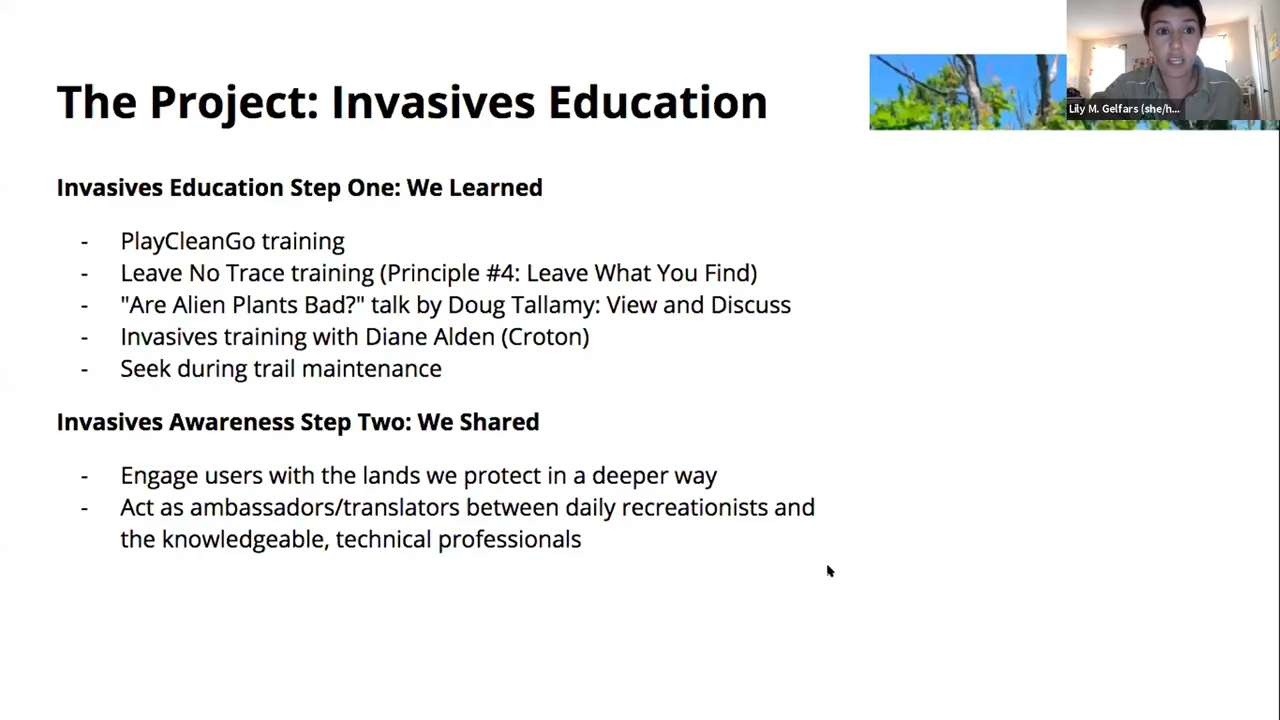 The Project: Invasives Education
Lily M. Gelfars (she/h...
Invasives Education Step One: We Learned
- PlayCleanGo training
- Leave No Trace training (Principle #4: Leave What You Find)
- "Are Alien Plants Bad?" talk by Doug Tallamy: View and Discuss
- Invasives training with Diane Alden (Croton)
- Seek during trail maintenance
Invasives Awareness Step Two: We Shared
- Engage users with the lands we protect in a deeper way
- Act as ambassadors/translators between daily recreationists and
the knowledgeable, technical professionals